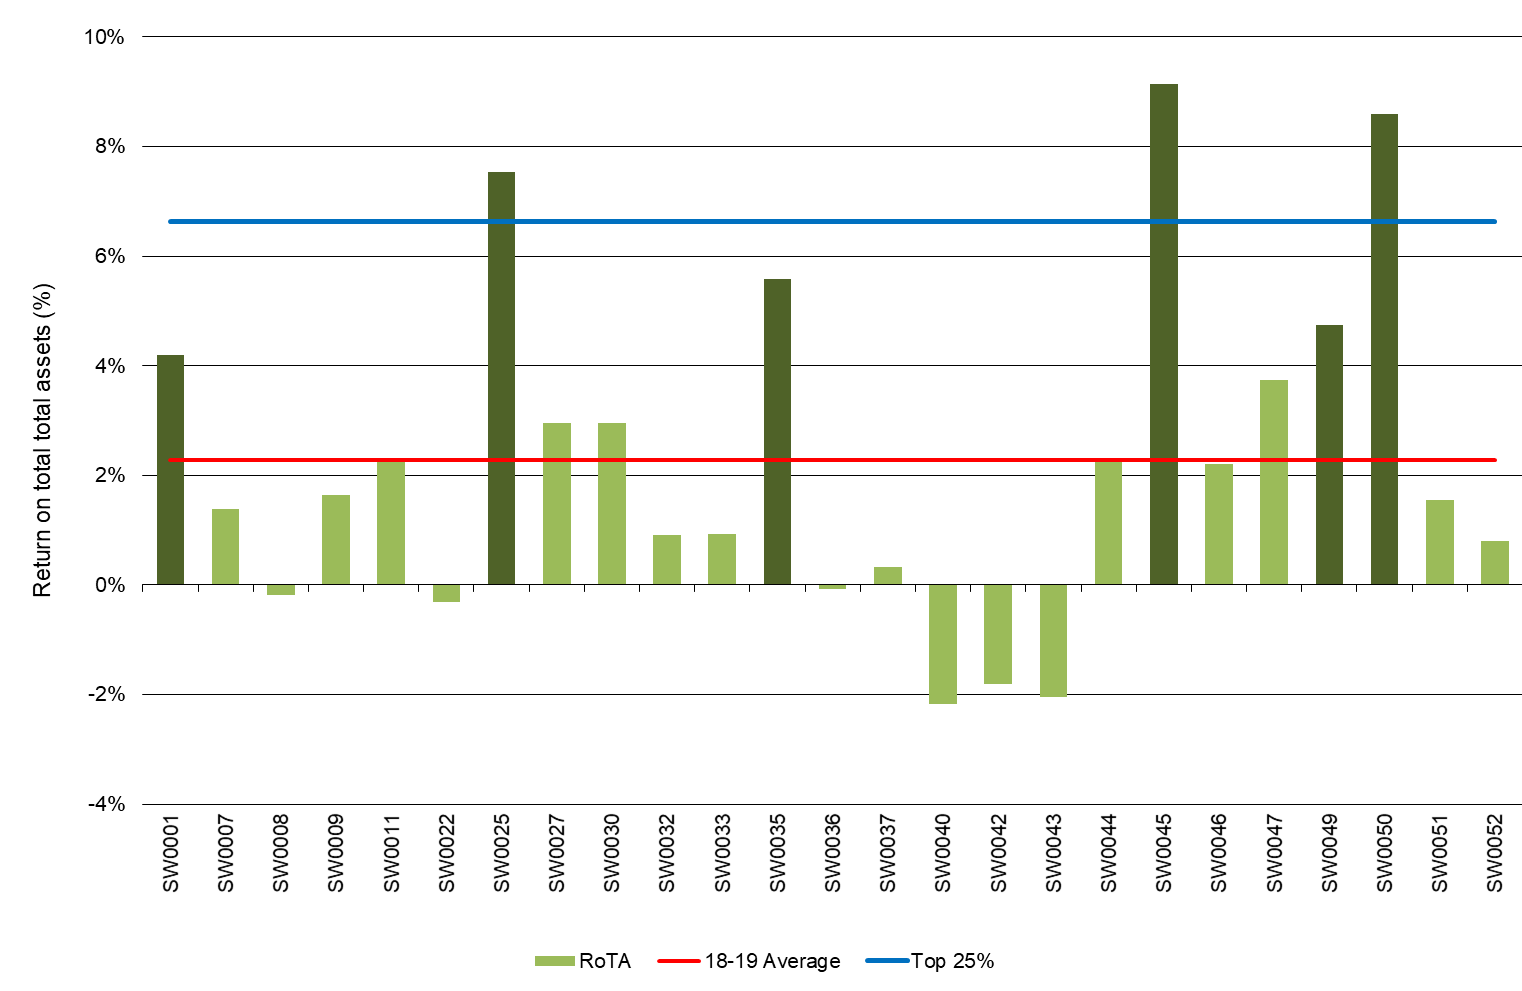 10%
8%
6%
4%
2%
0%
-2%
-4%
Return on total total assets (%)
SW0001
SW0007
SW0008
SW0009
SW0011
SW0022
SW0025
SW0027
SW0030
SW0032
SW0033
SW0035
SW0036
SW0037
SW0040
SW0042
SW0043
SW0044
SW0045
SW0046
SW0047
SW0049
SW0050
SW0051
SW0052
RoTA
18-19 Average
Top 25%